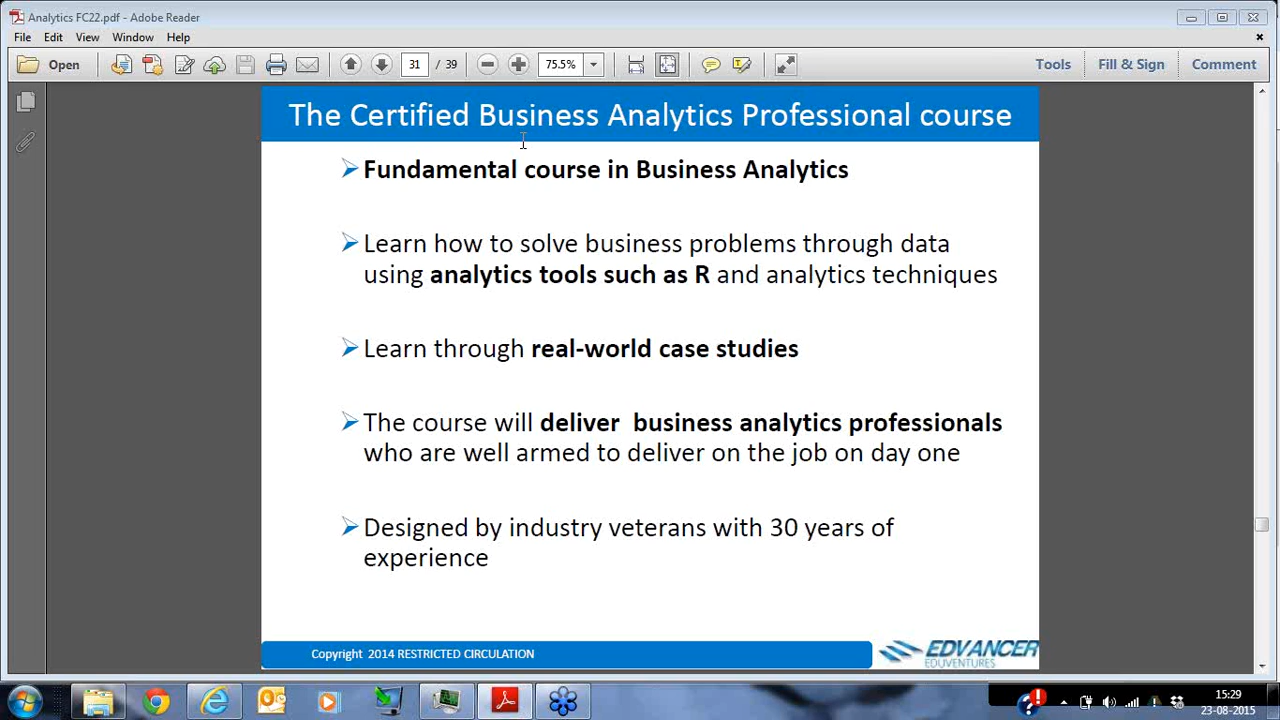 Analytics FC22.pdf - Adobe Reader
File Edit View Window Help
Open 31 / 39 75.5% Tools Fill & Sign Comment
The Certified Business Analytics Professional course
Fundamental course in Business Analytics
Learn how to solve business problems through data
using analytics tools such as R and analytics techniques
Learn through real-world case studies
The course will deliver business analytics professionals
who are well armed to deliver on the job on day one
Designed by industry veterans with 30 years of
experience
Copyright 2014 RESTRICTED CIRCULATION
EDVANCER
EDUVENTURES
15:29
23-08-2015